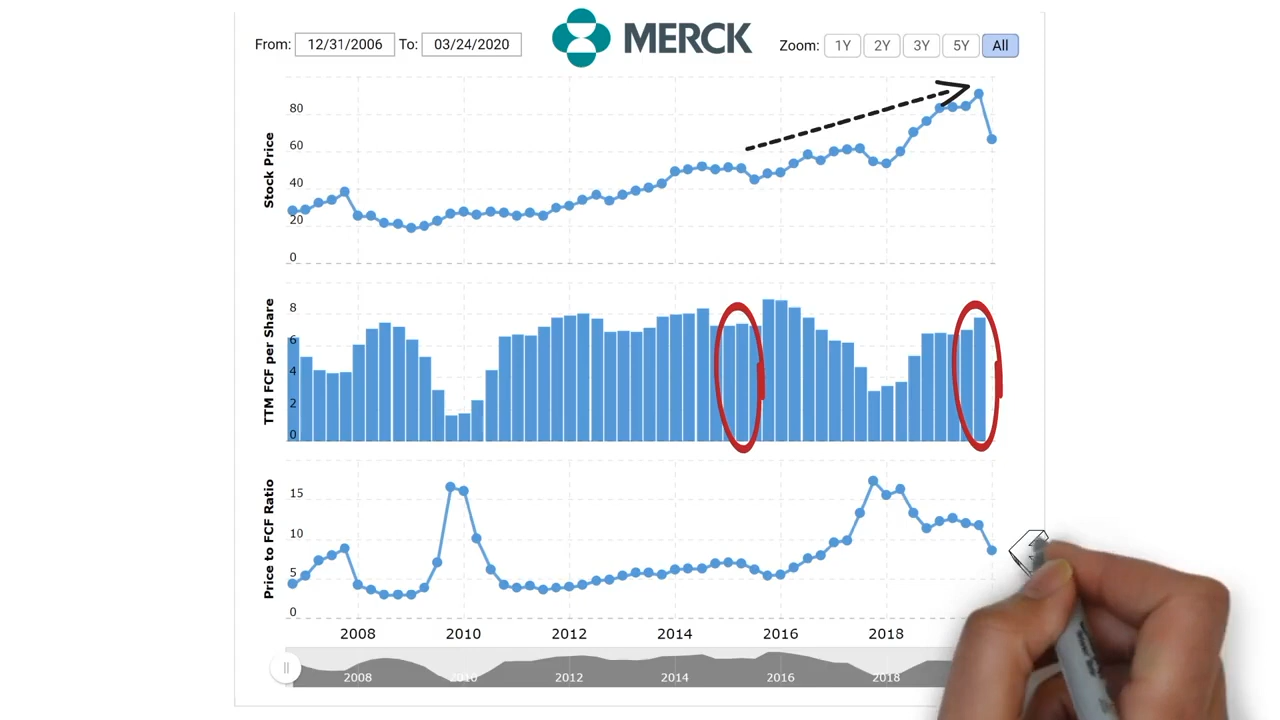 From: 12/31/2006 To: 03/24/2020 MERCK Zoom: 1Y 2Y 3Y 5Y All
Stock Price
80
60
40
20
0
TTM FCF per Share
8
6
4
2
0
Price to FCF Ratio
15
10
5
0
2008 2010 2012 2014 2016 2018
2008 2010 2012 2014 2016 2018